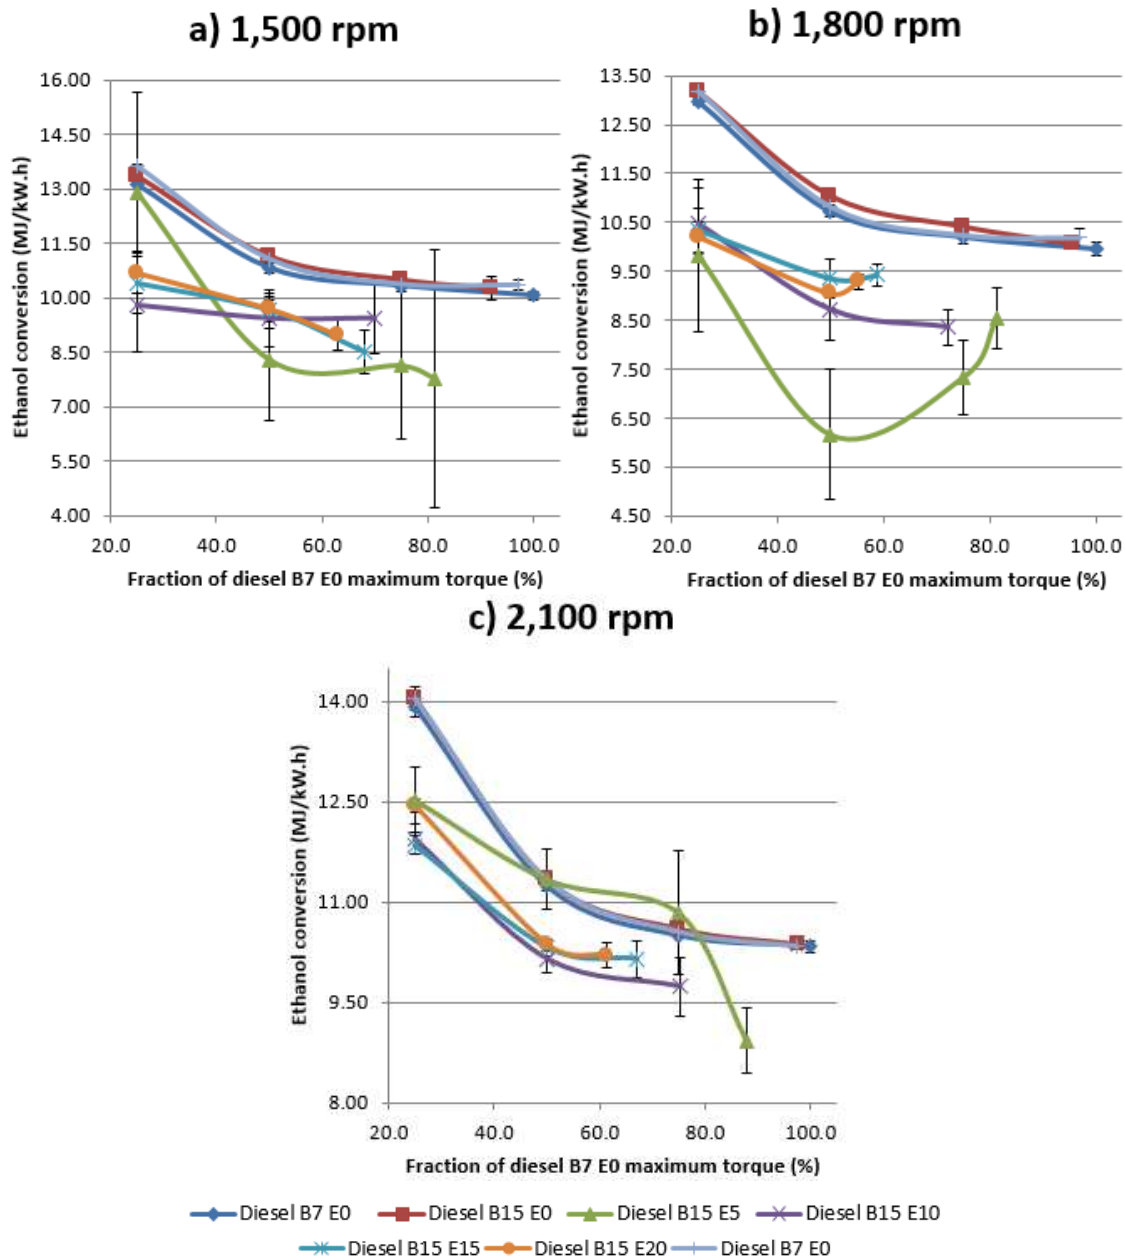 a) 1,500 rpm
b) 1,800 rpm
16.00
14.50
13.00
11.50
10.00
8.50
7.00
5.50
4.00
Ethanol conversion (MJ/kW.h)
20.0 40.0 60.0 80.0 100.0
Fraction of diesel B7 E0 maximum torque (%)
13.50
12.50
11.50
10.50
9.50
8.50
7.50
6.50
5.50
4.50
Ethanol conversion (MJ/kW.h)
20.0 40.0 60.0 80.0 100.0
Fraction of diesel B7 E0 maximum torque (%)
c) 2,100 rpm
14.00
12.50
11.00
9.50
8.00
Ethanol conversion (MJ/kW.h)
20.0 40.0 60.0 80.0 100.0
Fraction of diesel B7 E0 maximum torque (%)
Diesel B7 E0 Diesel B15 E0 Diesel B15 E5 Diesel B15 E10
Diesel B15 E15 Diesel B15 E20 Diesel B7 E0